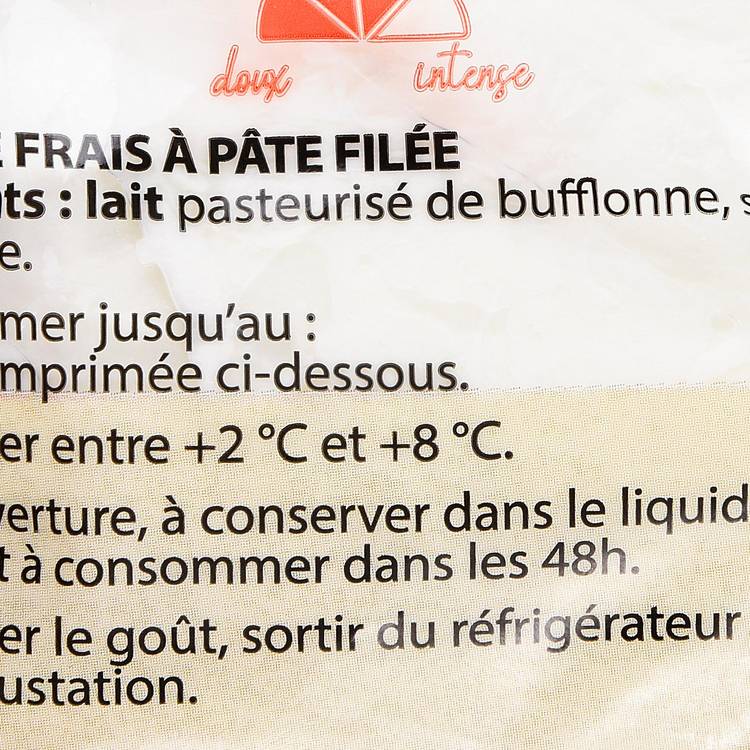 doux intense
FRAIS À PÂTE FILÉE
ts : lait pasteurisé de bufflonne, s
e.
mer jusqu'au :
mprimée ci-dessous.
er entre +2 °C et +8 °C.
verture, à conserver dans le liquid
t à consommer dans les 48h.
er le goût, sortir du réfrigérateur
ustation.